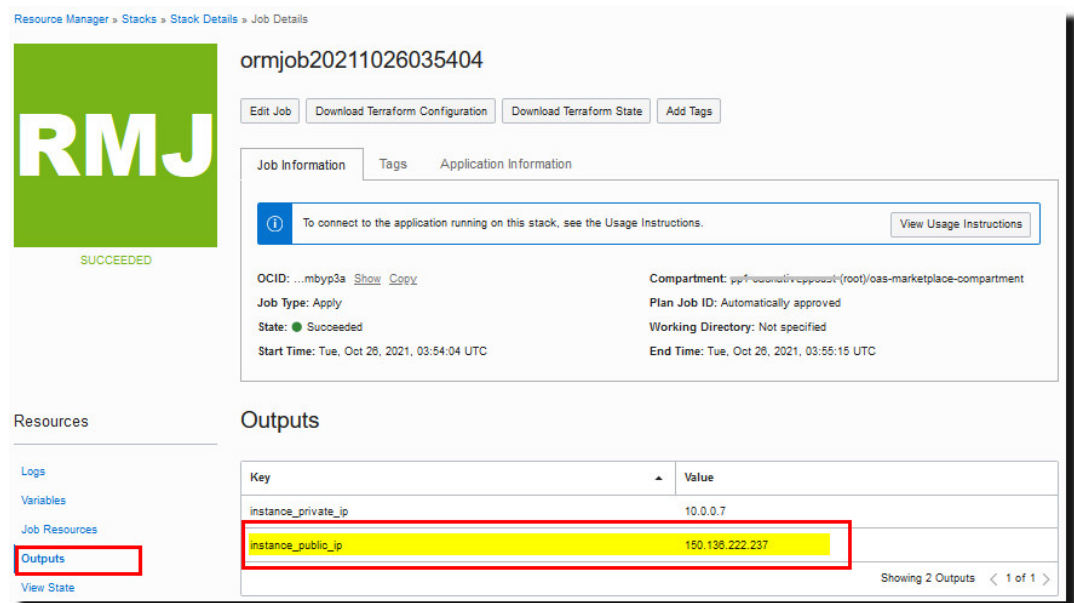 Resource Manager » Stacks » Stack Details » Job Details
RMJ
SUCCEEDED
ormjob20211026035404
Edit Job Download Terraform Configuration Download Terraform State Add Tags
Job Information Tags Application Information
To connect to the application running on this stack, see the Usage Instructions. View Usage Instructions
OCID: ...mbyp3a Show Copy
Compartment: (root)/oas-marketplace-compartment
Job Type: Apply
Plan Job ID: Automatically approved
State: Succeeded
Working Directory: Not specified
Start Time: Tue, Oct 26, 2021, 03:54:04 UTC
End Time: Tue, Oct 26, 2021, 03:55:15 UTC
Resources
Logs
Variables
Job Resources
Outputs
View State
Outputs
Key Value
instance_private_ip 10.0.0.7
instance_public_ip 150.136.222.237
Showing 2 Outputs < 1 of 1 >